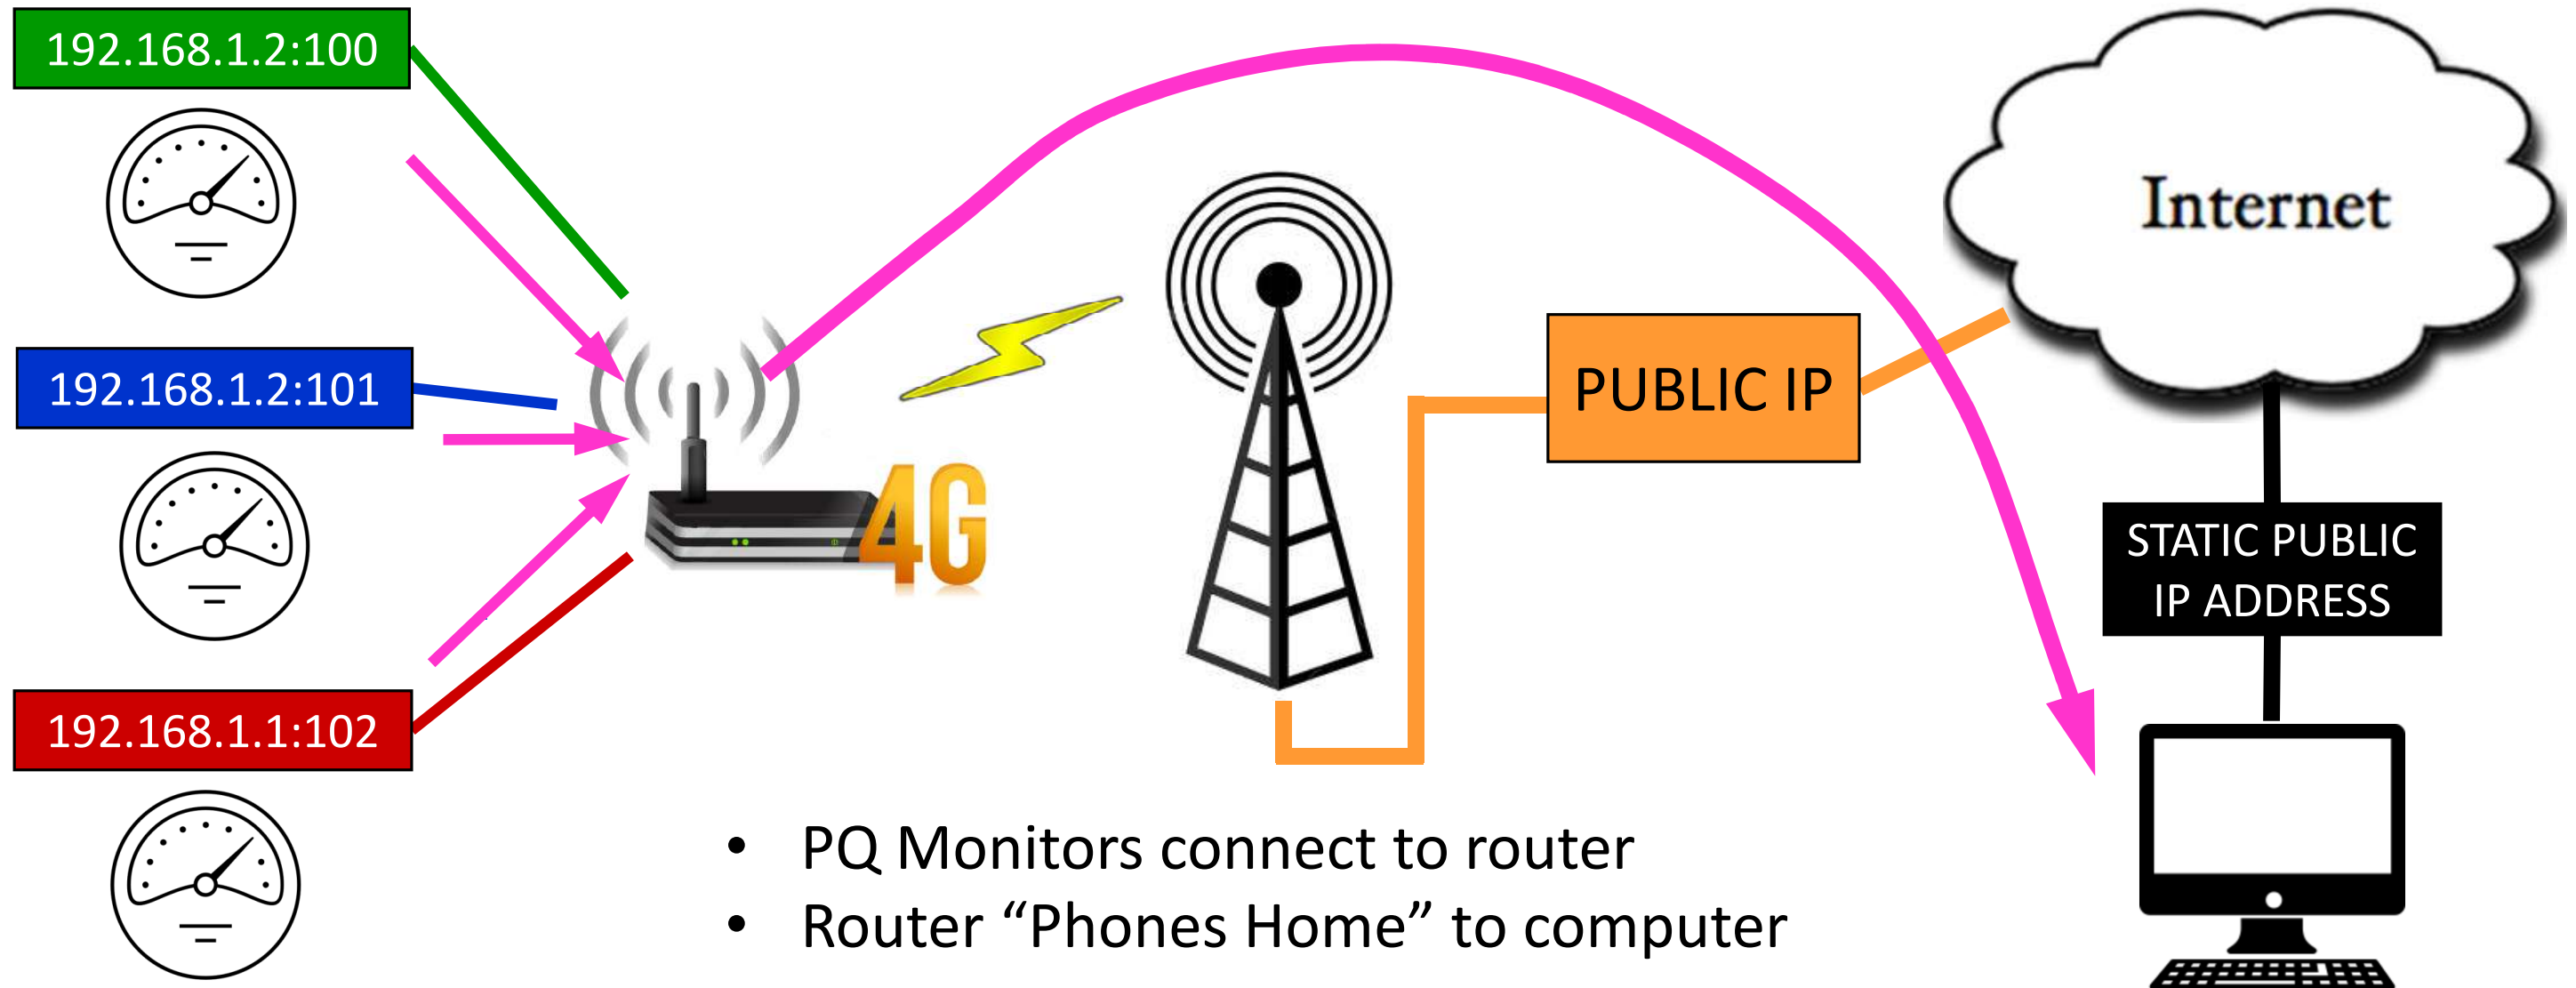 192.168.1.2:100
192.168.1.2:101
192.168.1.1:102
4G
PUBLIC IP
Internet
STATIC PUBLIC
IP ADDRESS
• PQ Monitors connect to router
• Router “Phones Home” to computer